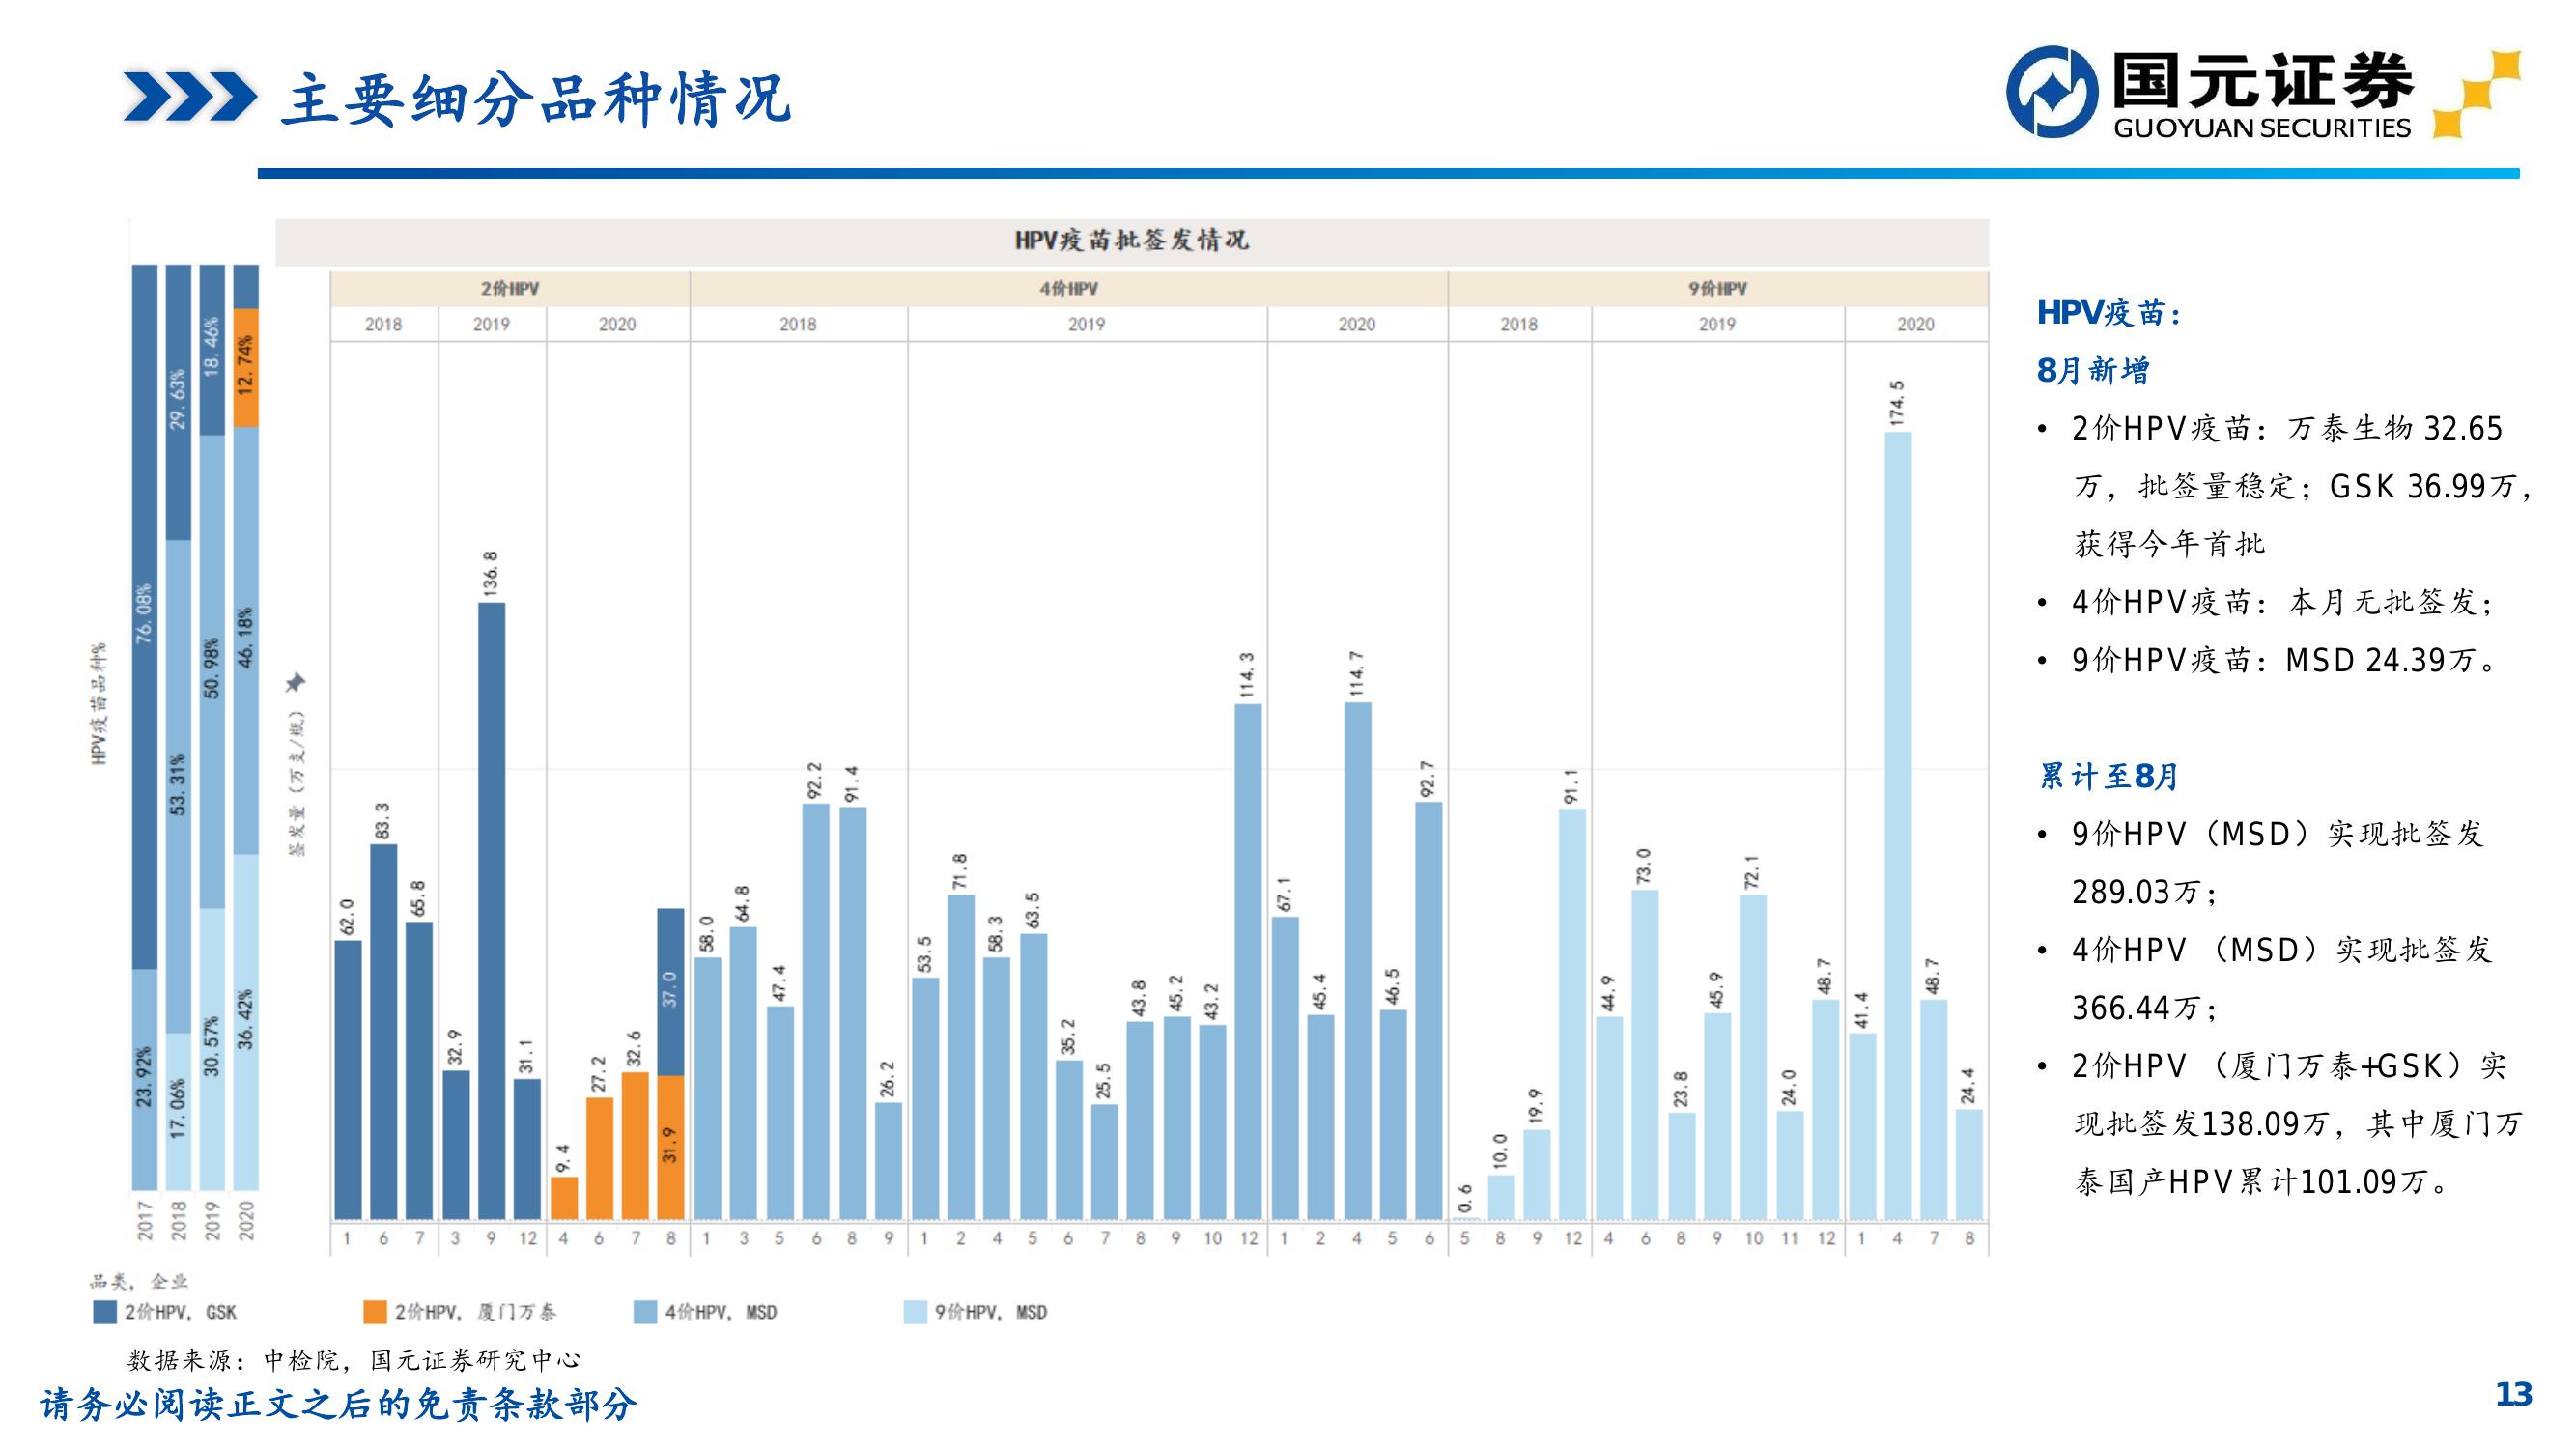 主要细分品种情况
国元证券
GUOYUAN SECURITIES
HPV疫苗批签发情况
2价HPV 4价HPV 9价HPV
2018 2019 2020 2018 2019 2020 2018 2019 2020
HPV疫苗品种%
76.08%
23.92%
29.63%
53.31%
17.06%
18.46%
50.98%
30.57%
12.74%
46.18%
36.42%
2017 2018 2019 2020
签发量（万支/瓶）
62.0 83.3 65.8 32.9 136.8 31.1 9.4 27.2 32.6 37.0 31.9
58.0 64.8 47.4 92.2 91.4 26.2 53.5 71.8 58.3 63.5 35.2 25.5 43.8 45.2 43.2 114.3 67.1 45.4 114.7 46.5 92.7
0.6 10.0 19.9 91.1 44.9 73.0 23.8 45.9 72.1 24.0 48.7 41.4 174.5 48.7 24.4
1 6 7 3 9 12 4 6 7 8 1 3 5 6 8 9 1 2 4 5 6 7 8 9 10 12 1 2 4 5 6 5 8 9 12 4 6 8 9 10 11 12 1 4 7 8
品类, 企业
2价HPV, GSK 2价HPV, 厦门万泰 4价HPV, MSD 9价HPV, MSD
HPV疫苗：
8月新增
• 2价HPV疫苗：万泰生物 32.65
万，批签量稳定；GSK 36.99万，
获得今年首批
• 4价HPV疫苗：本月无批签发；
• 9价HPV疫苗：MSD 24.39万。
累计至8月
• 9价HPV（MSD）实现批签发
289.03万；
• 4价HPV （MSD）实现批签发
366.44万；
• 2价HPV （厦门万泰+GSK）实
现批签发138.09万，其中厦门万
泰国产HPV累计101.09万。
数据来源：中检院，国元证券研究中心
请务必阅读正文之后的免责条款部分
13